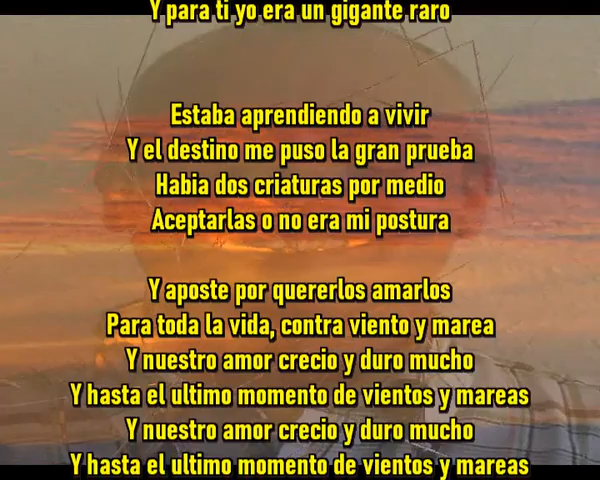 Y para ti yo era un gigante raro
Estaba aprendiendo a vivir
Y el destino me puso la gran prueba
Habia dos criaturas por medio
Aceptarlas o no era mi postura
Y aposte por quererlos amarlos
Para toda la vida, contra viento y marea
Y nuestro amor crecio y duro mucho
Y hasta el ultimo momento de vientos y mareas
Y nuestro amor crecio y duro mucho
Y hasta el ultimo momento de vientos y mareas